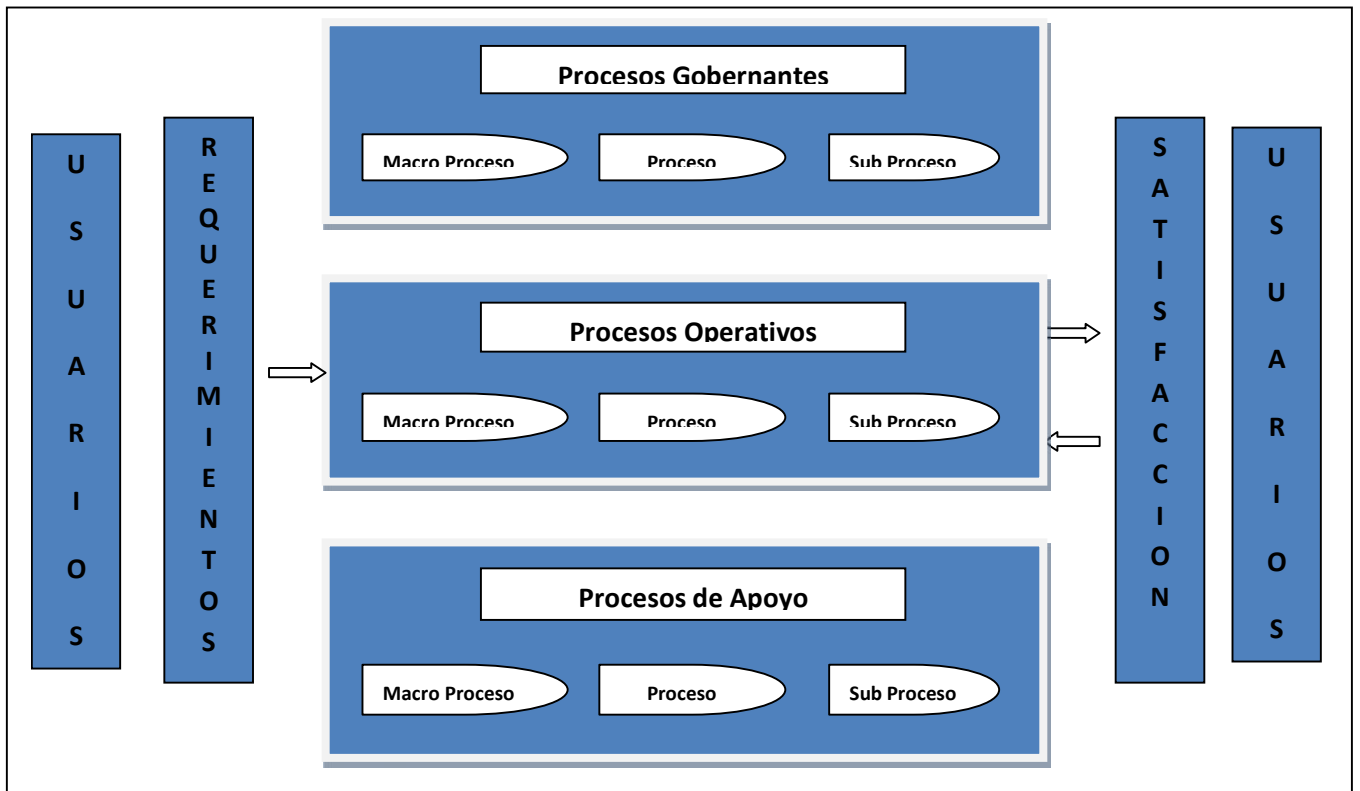 USUARIOS
REQUERIMIENTOS
Procesos Gobernantes
Macro Proceso
Proceso
Sub Proceso
Procesos Operativos
Macro Proceso
Proceso
Sub Proceso
Procesos de Apoyo
Macro Proceso
Proceso
Sub Proceso
SATISFACCION
USUARIOS